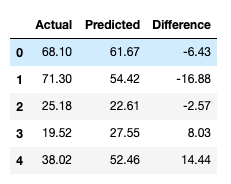 Actual Predicted Difference
0 68.10 61.67 -6.43
1 71.30 54.42 -16.88
2 25.18 22.61 -2.57
3 19.52 27.55 8.03
4 38.02 52.46 14.44